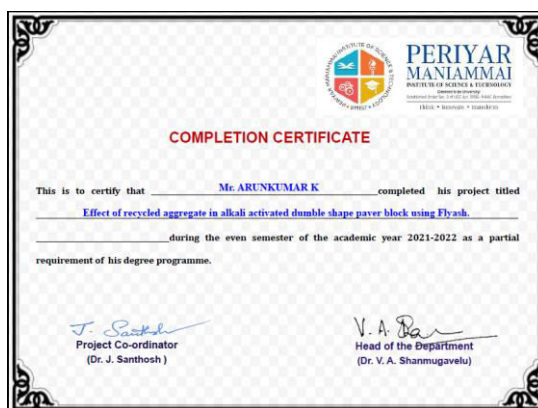 PERIYAR
MANIAMMAI
INSTITUTE OF SCIENCE & TECHNOLOGY
think • innovate • transform
COMPLETION CERTIFICATE
This is to certify that Mr. ARUNKUMAR K completed his project titled
Effect of recycled aggregate in alkali activated dumble shape paver block using Flyash.
during the even semester of the academic year 2021-2022 as a partial
requirement of his degree programme.
J. Santhosh
V. A.
Project Co-ordinator
Head of the Department
(Dr. J. Santhosh )
(Dr. V. A. Shanmugavelu)